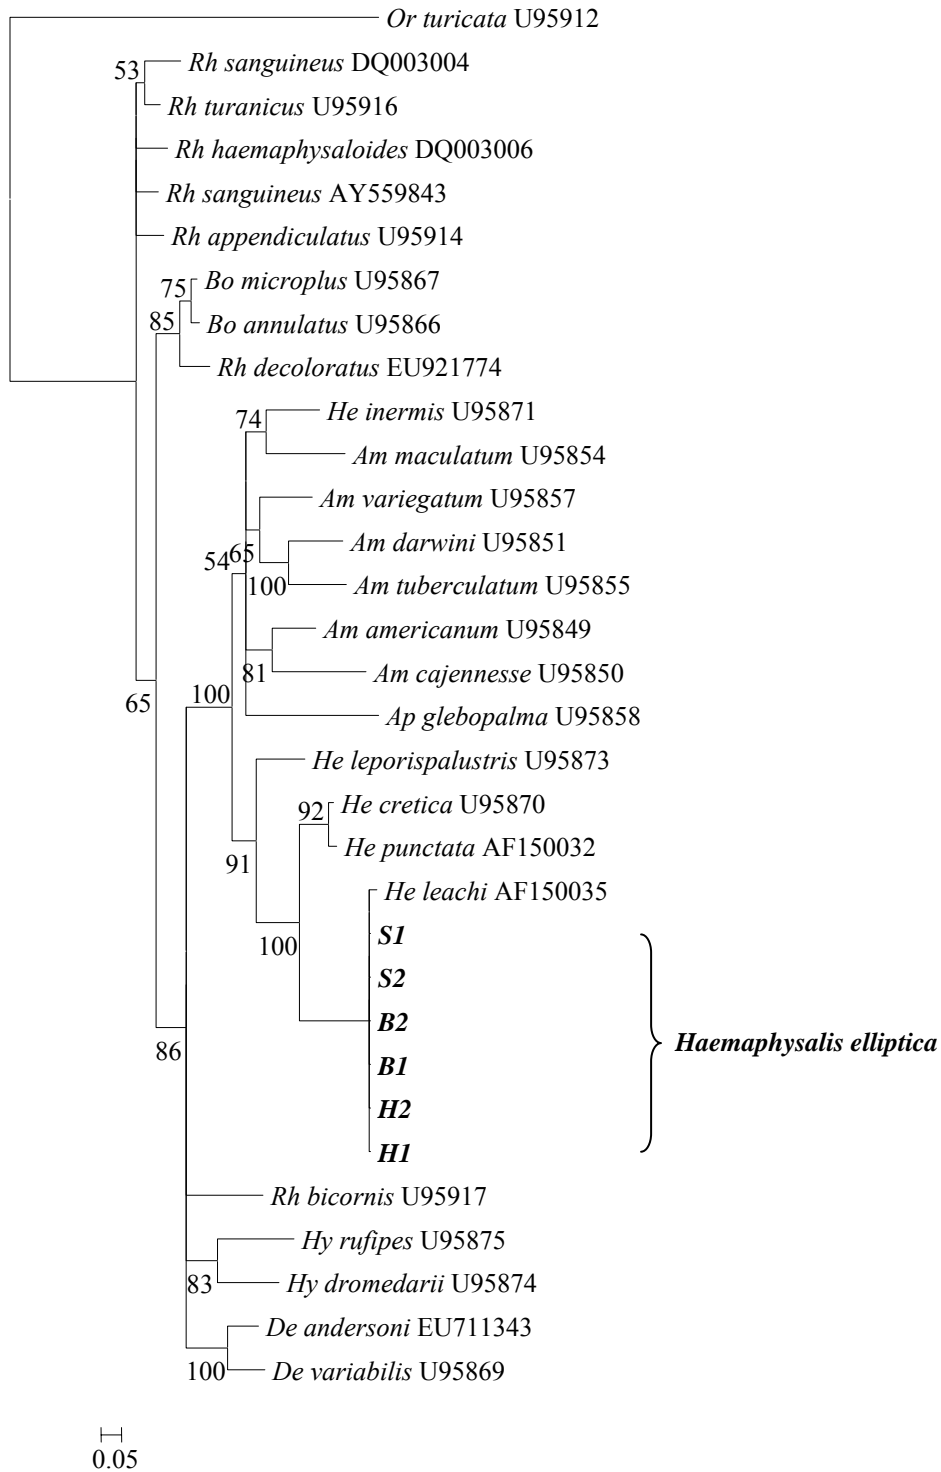 Or turicata U95912
53
Rh sanguineus DQ003004
Rh turanicus U95916
Rh haemaphysaloides DQ003006
Rh sanguineus AY559843
Rh appendiculatus U95914
75
Bo microplus U95867
85
Bo annulatus U95866
Rh decoloratus EU921774
74
He inermis U95871
Am maculatum U95854
Am variegatum U95857
Am darwini U95851
54
65
100
Am tuberculatum U95855
Am americanum U95849
81
Am cajennesse U95850
65
100
Ap glebopalma U95858
He leporispalustris U95873
92
He cretica U95870
He punctata AF150032
91
He leachi AF150035
100
S1
S2
B2
Haemaphysalis elliptica
86
B1
H2
H1
Rh bicornis U95917
Hy rufipes U95875
83
Hy dromedarii U95874
De andersoni EU711343
100
De variabilis U95869
0.05